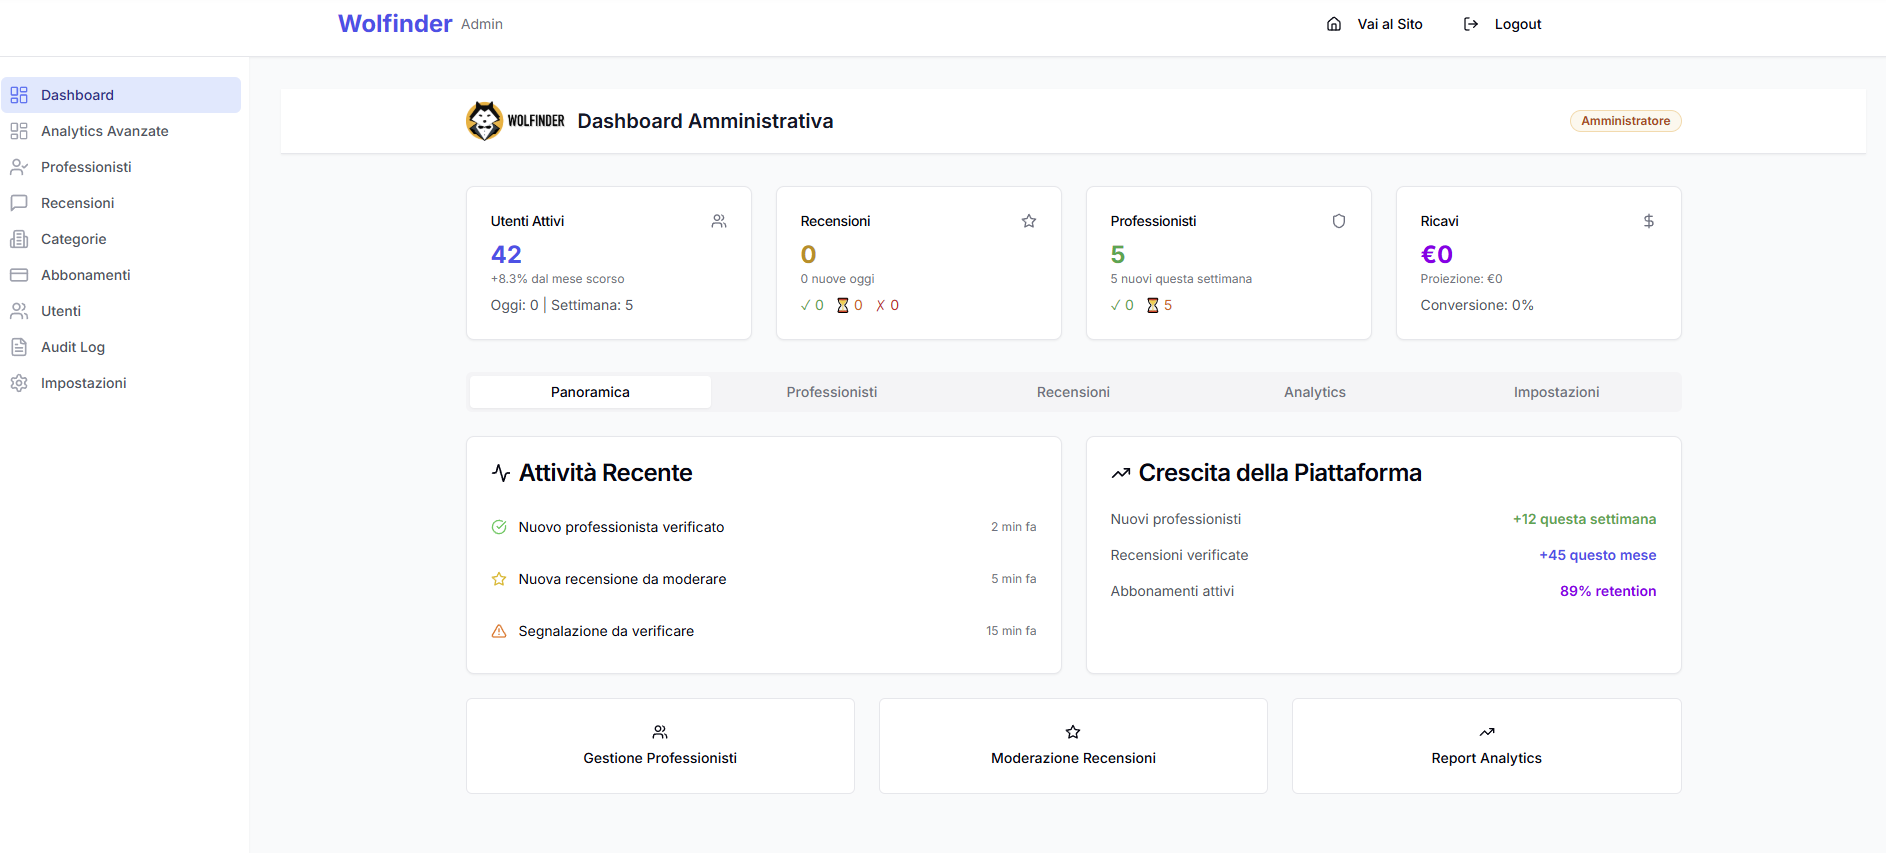 Wolfinder Admin
Vai al Sito
Logout
Dashboard
Analytics Avanzate
Professionisti
Recensioni
Categorie
Abbonamenti
Utenti
Audit Log
Impostazioni
WOLFINDER Dashboard Amministrativa
Amministratore
Utenti Attivi
42
+8.3% dal mese scorso
Oggi: 0 | Settimana: 5
Recensioni
0
0 nuove oggi
✓ 0 ⏳ 0 ✗ 0
Professionisti
5
5 nuovi questa settimana
✓ 0 ⏳ 5
Ricavi
€0
Proiezione: €0
Conversione: 0%
Panoramica
Professionisti
Recensioni
Analytics
Impostazioni
Attività Recente
Nuovo professionista verificato 2 min fa
Nuova recensione da moderare 5 min fa
Segnalazione da verificare 15 min fa
Crescita della Piattaforma
Nuovi professionisti +12 questa settimana
Recensioni verificate +45 questo mese
Abbonamenti attivi 89% retention
Gestione Professionisti
Moderazione Recensioni
Report Analytics